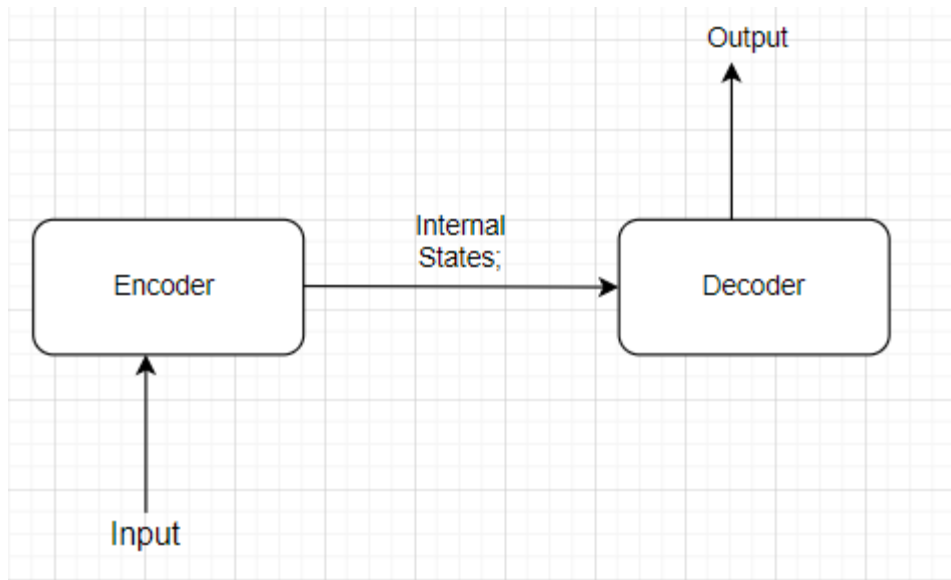 Output
Internal
States;
Encoder
Decoder
Input